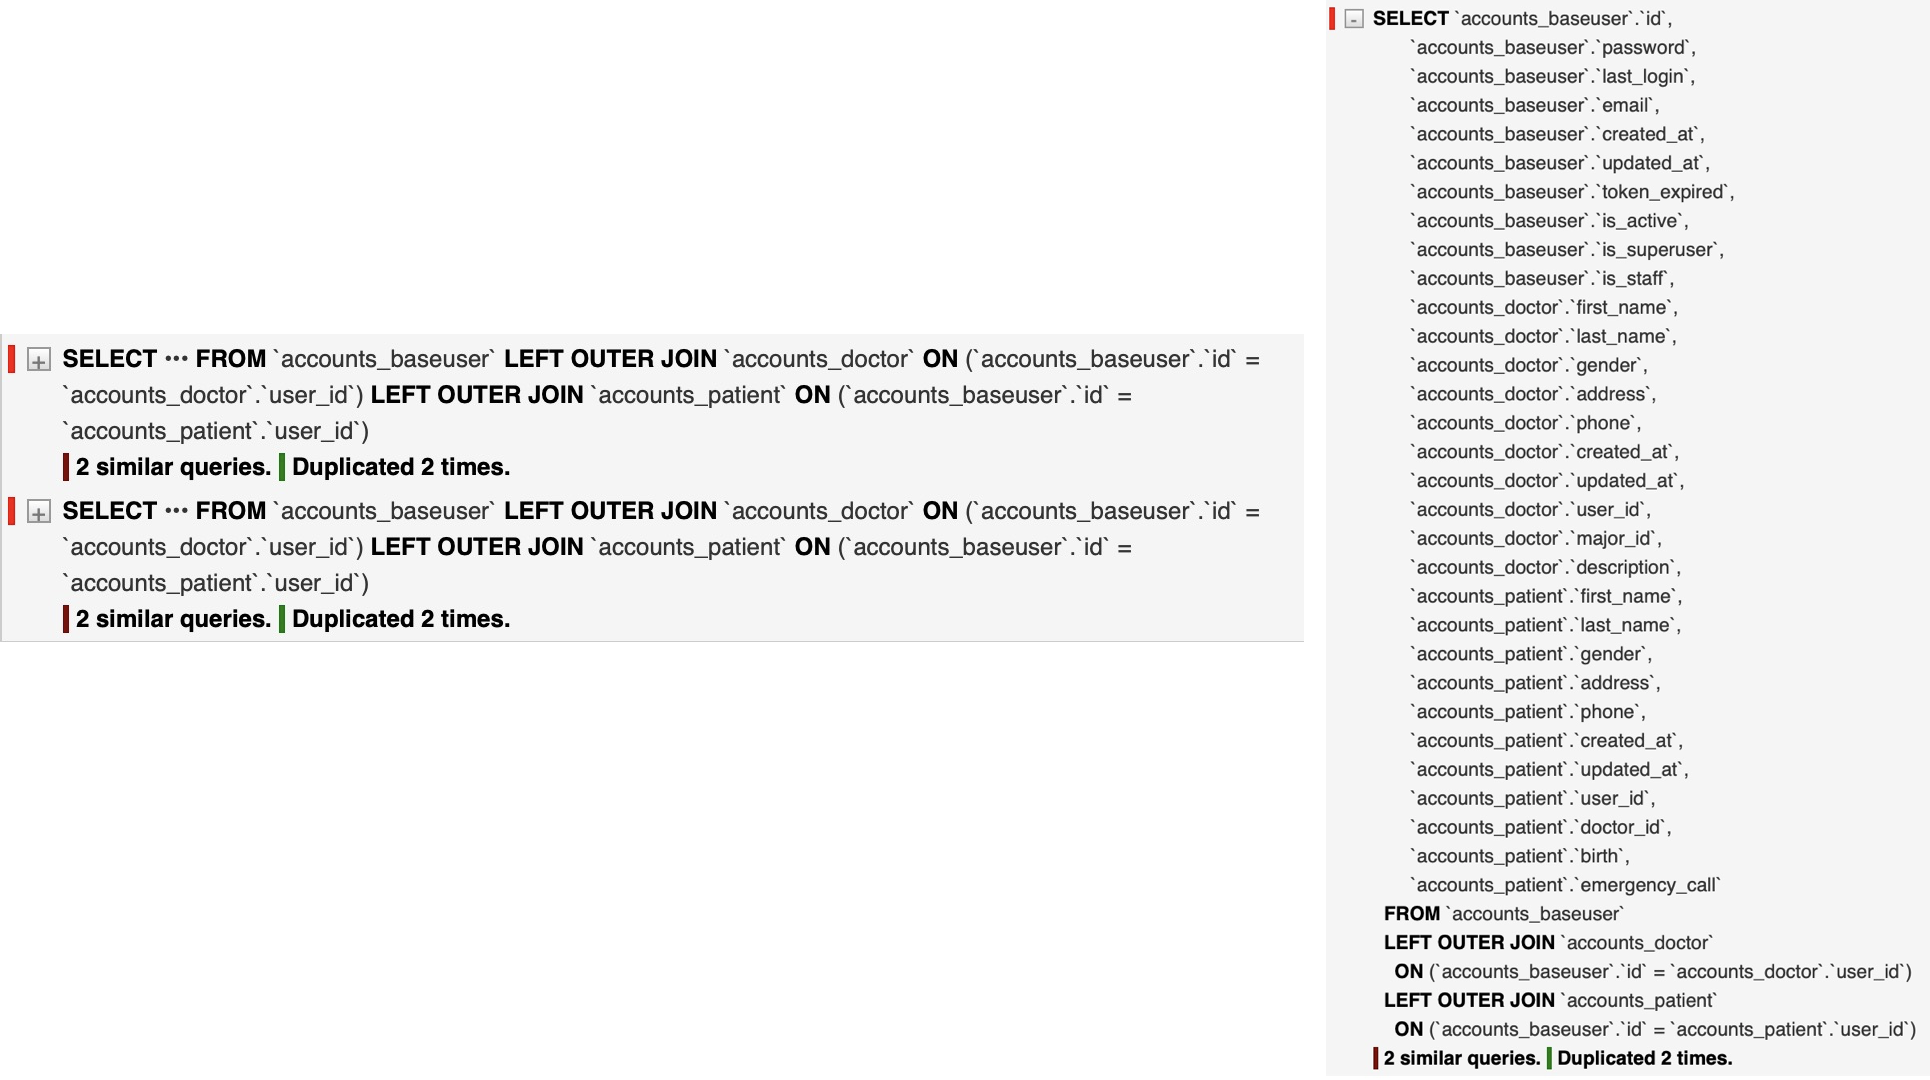 SELECT ••• FROM `accounts_baseuser` LEFT OUTER JOIN `accounts_doctor` ON (`accounts_baseuser`.`id` =
`accounts_doctor`.`user_id`) LEFT OUTER JOIN `accounts_patient` ON (`accounts_baseuser`.`id` =
`accounts_patient`.`user_id`)
2 similar queries. Duplicated 2 times.
SELECT ••• FROM `accounts_baseuser` LEFT OUTER JOIN `accounts_doctor` ON (`accounts_baseuser`.`id` =
`accounts_doctor`.`user_id`) LEFT OUTER JOIN `accounts_patient` ON (`accounts_baseuser`.`id` =
`accounts_patient`.`user_id`)
2 similar queries. Duplicated 2 times.
SELECT `accounts_baseuser`.`id`,
`accounts_baseuser`.`password`,
`accounts_baseuser`.`last_login`,
`accounts_baseuser`.`email`,
`accounts_baseuser`.`created_at`,
`accounts_baseuser`.`updated_at`,
`accounts_baseuser`.`token_expired`,
`accounts_baseuser`.`is_active`,
`accounts_baseuser`.`is_superuser`,
`accounts_baseuser`.`is_staff`,
`accounts_doctor`.`first_name`,
`accounts_doctor`.`last_name`,
`accounts_doctor`.`gender`,
`accounts_doctor`.`address`,
`accounts_doctor`.`phone`,
`accounts_doctor`.`created_at`,
`accounts_doctor`.`updated_at`,
`accounts_doctor`.`user_id`,
`accounts_doctor`.`major_id`,
`accounts_doctor`.`description`,
`accounts_patient`.`first_name`,
`accounts_patient`.`last_name`,
`accounts_patient`.`gender`,
`accounts_patient`.`address`,
`accounts_patient`.`phone`,
`accounts_patient`.`created_at`,
`accounts_patient`.`updated_at`,
`accounts_patient`.`user_id`,
`accounts_patient`.`doctor_id`,
`accounts_patient`.`birth`,
`accounts_patient`.`emergency_call`
FROM `accounts_baseuser`
LEFT OUTER JOIN `accounts_doctor`
ON (`accounts_baseuser`.`id` = `accounts_doctor`.`user_id`)
LEFT OUTER JOIN `accounts_patient`
ON (`accounts_baseuser`.`id` = `accounts_patient`.`user_id`)
2 similar queries. Duplicated 2 times.